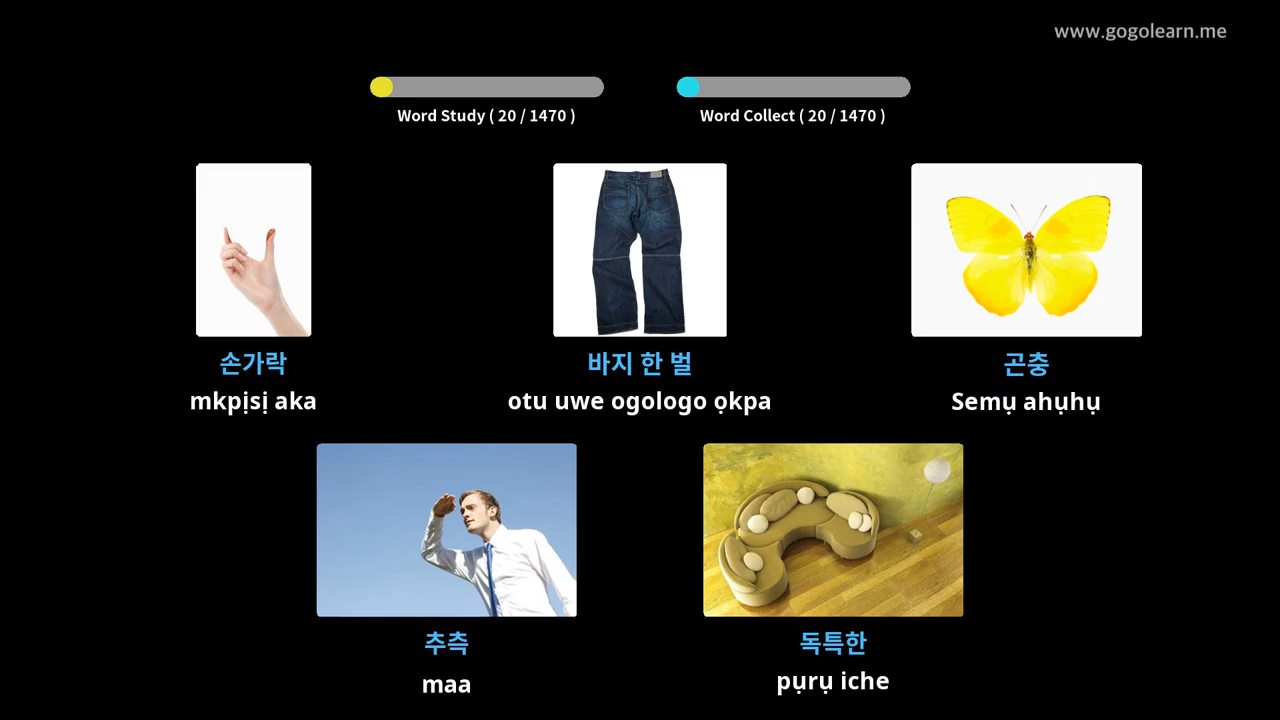 www.gogolearn.me
Word Study ( 20 / 1470 )
Word Collect ( 20 / 1470 )
손가락
mkpịsị aka
바지 한 벌
otu uwe ogologo ọkpa
곤충
Semụ ahụhụ
추측
maa
독특한
pụrụ iche